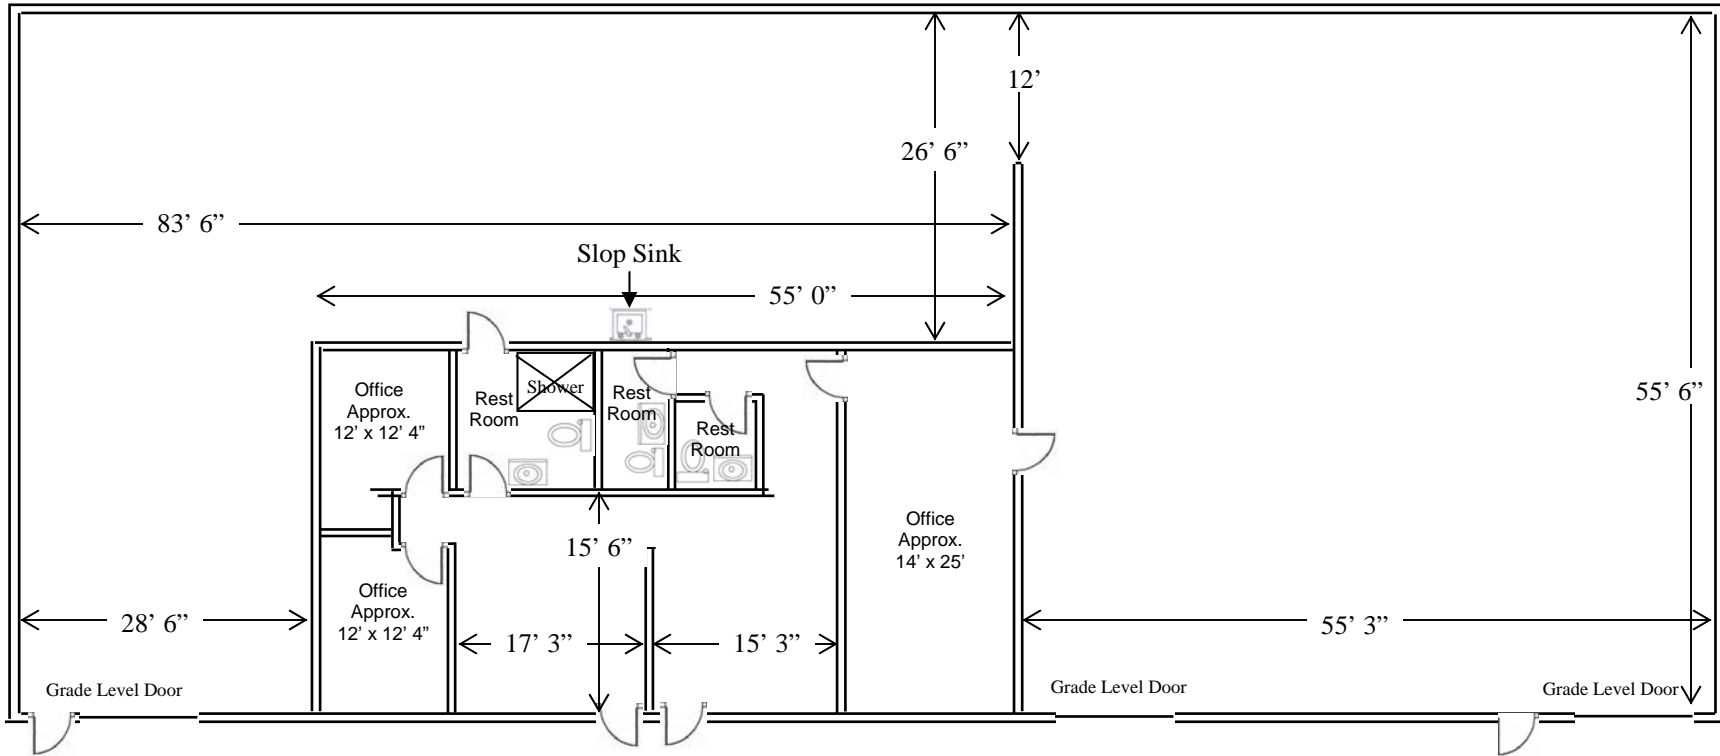 12’
26’ 6”
83’ 6”
Slop Sink
55’ 0”
Office
Approx.
12’ x 12’ 4”
Rest
Room
Shower
Rest
Room
Rest
Room
55’ 6”
15’ 6”
Office
Approx.
14’ x 25’
Office
Approx.
12’ x 12’ 4”
28’ 6”
17’ 3”
15’ 3”
55’ 3”
Grade Level Door
Grade Level Door
Grade Level Door